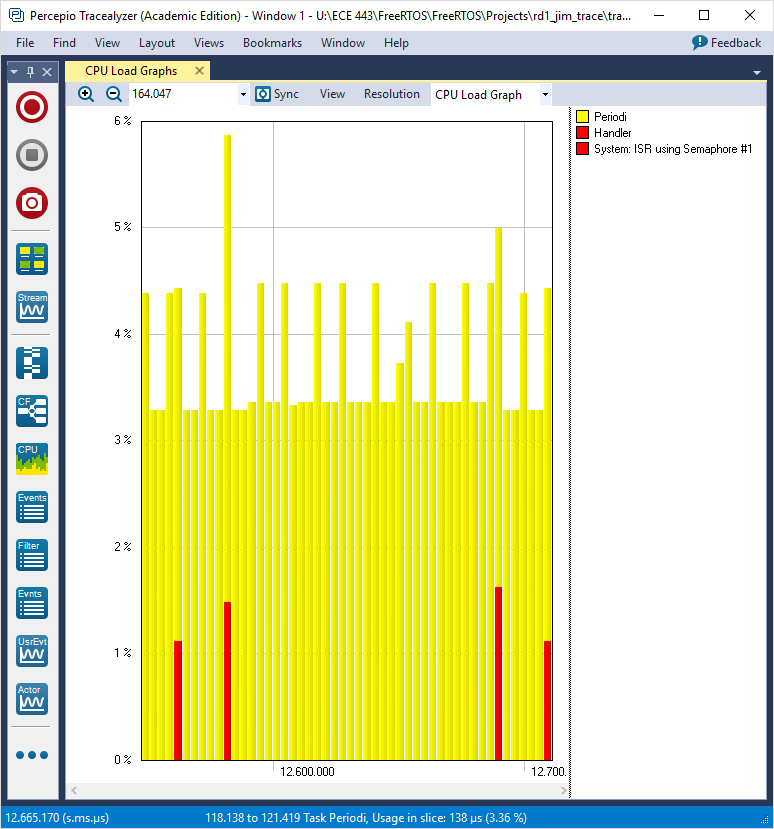 Percepio Tracealyzer (Academic Edition) - Window 1 - U:\ECE 443\FreeRTOS\FreeRTOS\Projects\rd1_jim_trace\tra...
File View Layout Views Bookmarks Window Help Feedback
CPU Load Graphs
164.047 Sync View Resolution CPU Load Graph
Periodi
Handler
System: ISR using Semaphore #1
6 %
5 %
4 %
3 %
2 %
1 %
0 %
12.600.000 12.700.
Stream
CF
CPU
Events
Filter
Evnts
UsrEvt
Actor
12.665.170 (s.ms.µs) 118.138 to 121.419 Task Periodi, Usage in slice: 138 µs (3.36 %)